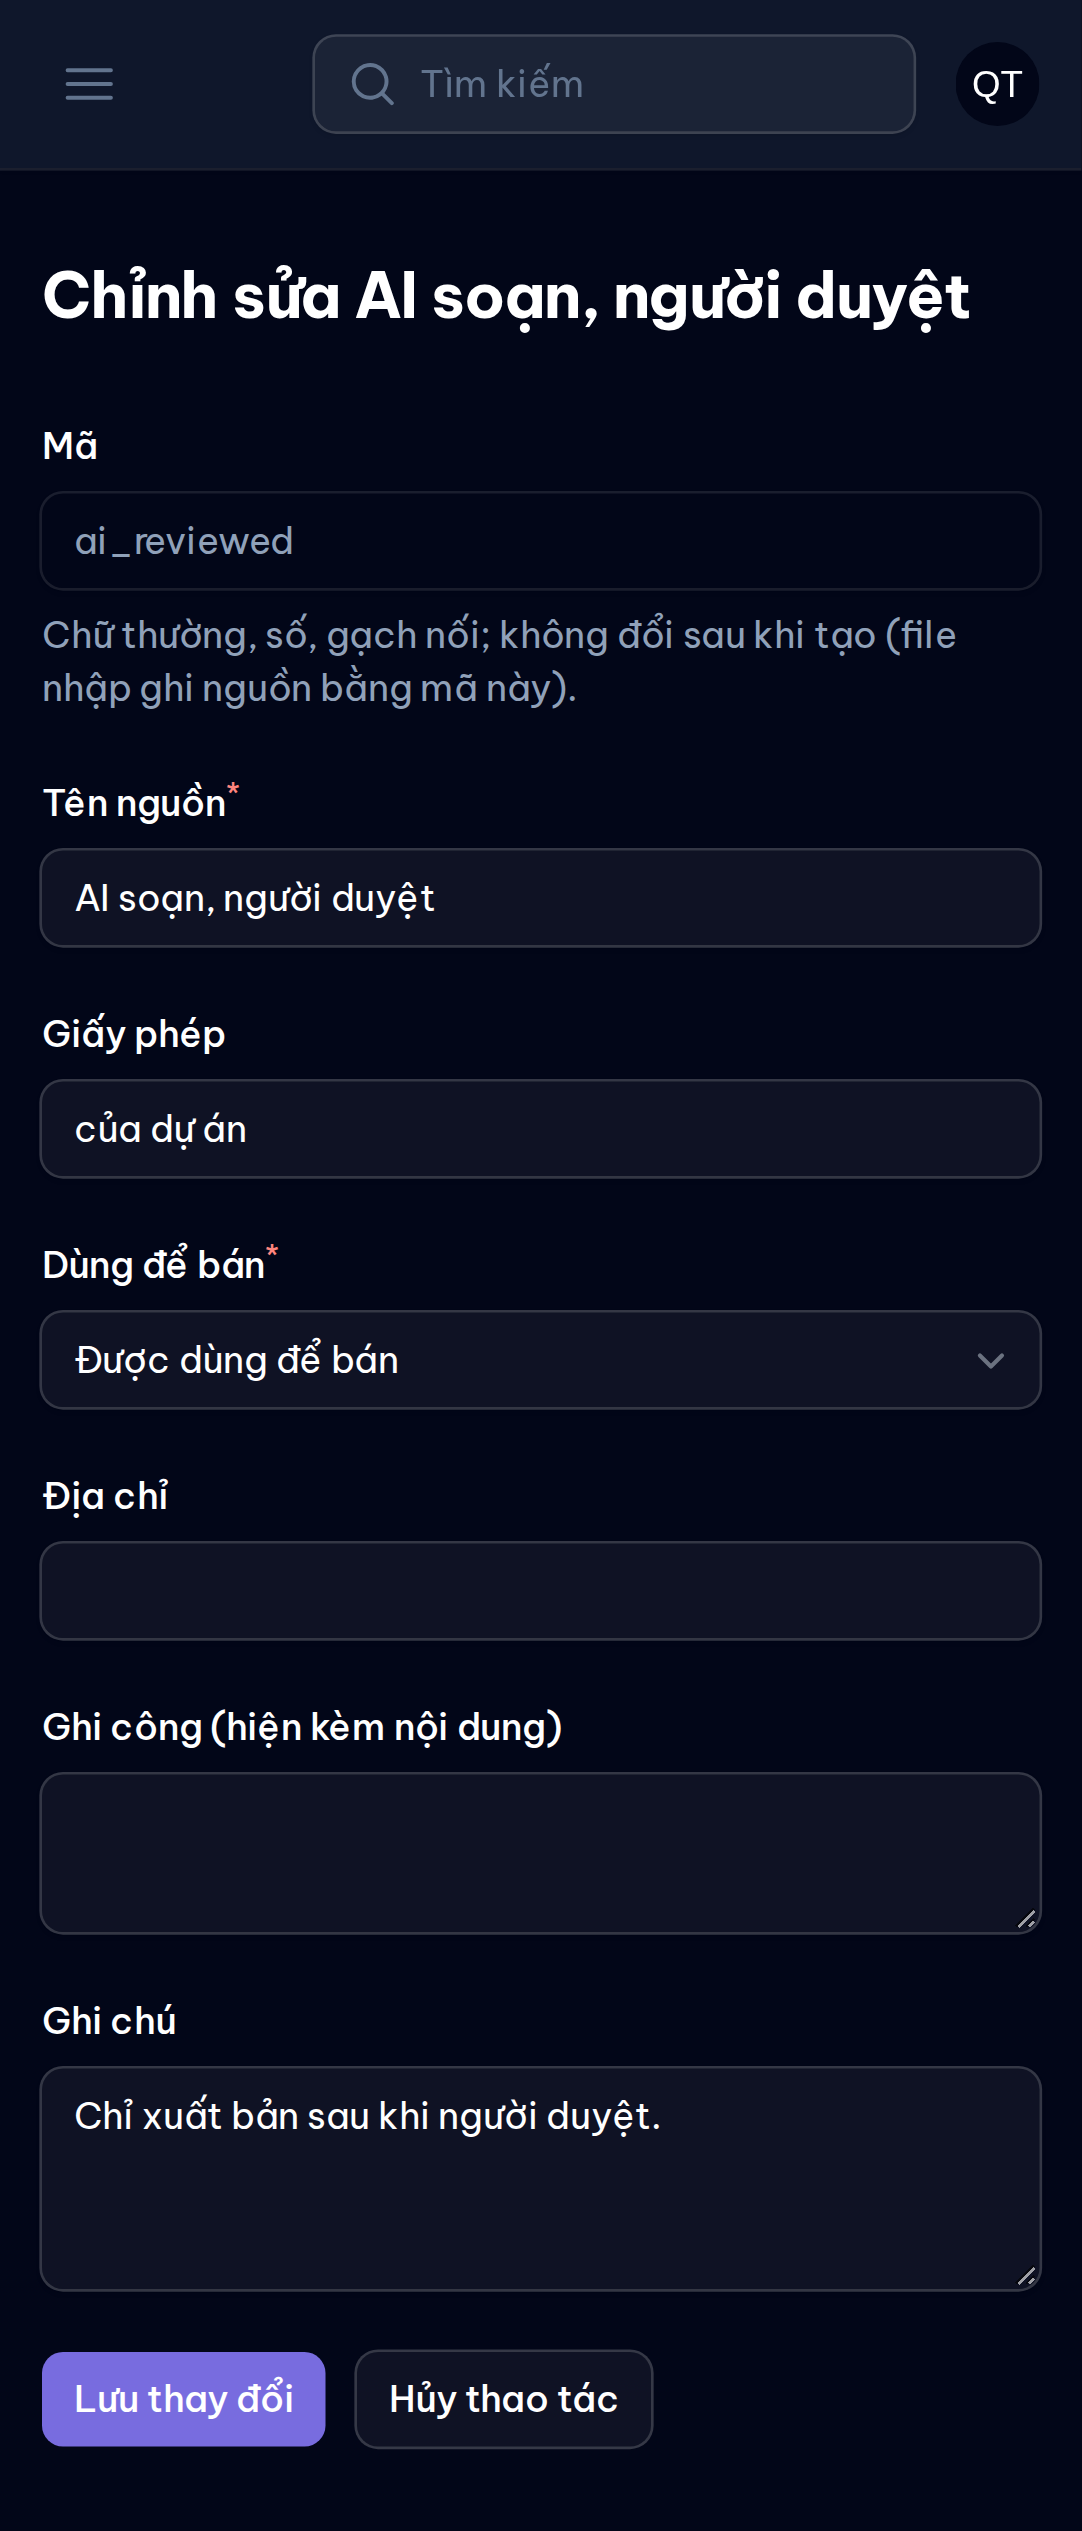 Tìm kiếm
QT
Chỉnh sửa AI soạn, người duyệt
Mã
ai_reviewed
Chữ thường, số, gạch nối; không đổi sau khi tạo (file
nhập ghi nguồn bằng mã này).
Tên nguồn*
AI soạn, người duyệt
Giấy phép
của dự án
Dùng để bán*
Được dùng để bán
Địa chỉ
Ghi công (hiện kèm nội dung)
Ghi chú
Chỉ xuất bản sau khi người duyệt.
Lưu thay đổi
Hủy thao tác